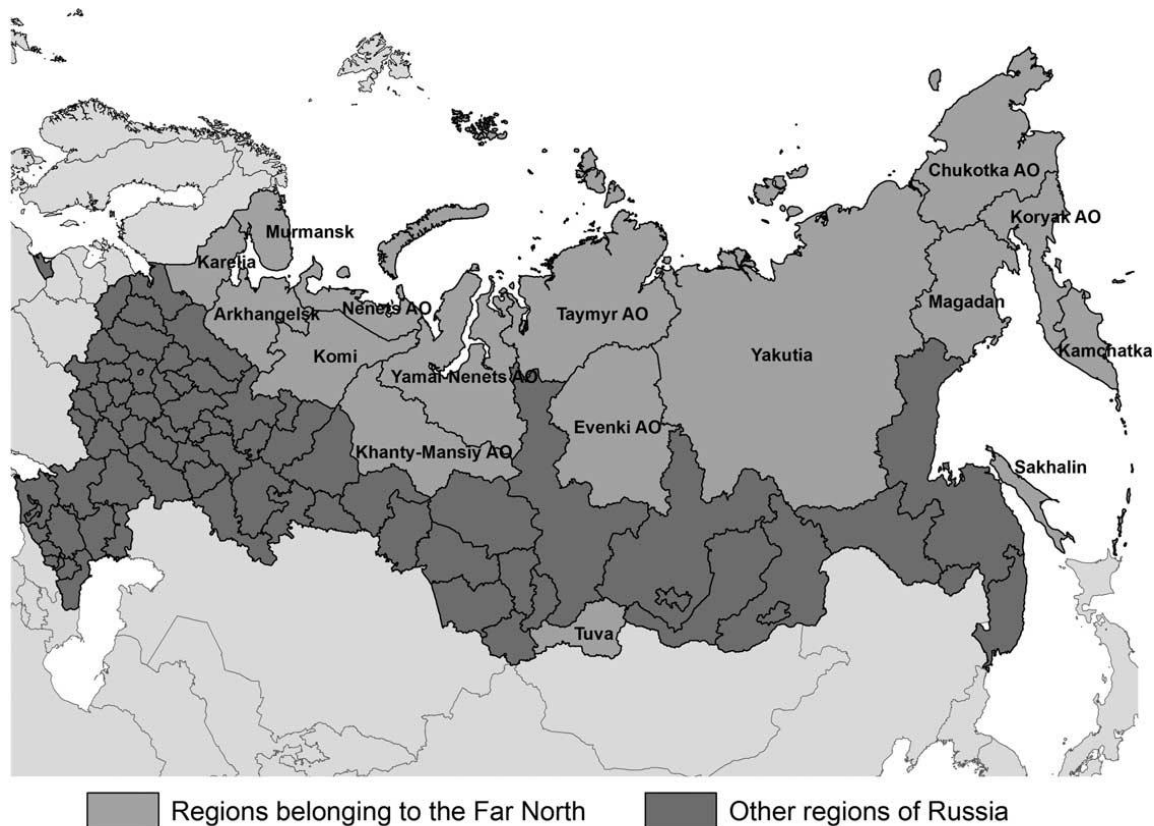 Chukotka AO
Koryak AO
Murmansk
Karelia
Magadan
Nenets AO
Arkhangelsk
Taymyr AO
Kamchatka
Komi
Yakutia
Yamal-Nenets AO
Evenki AO
Khanty-Mansiy AO
Sakhalin
Tuva
Regions belonging to the Far North
Other regions of Russia